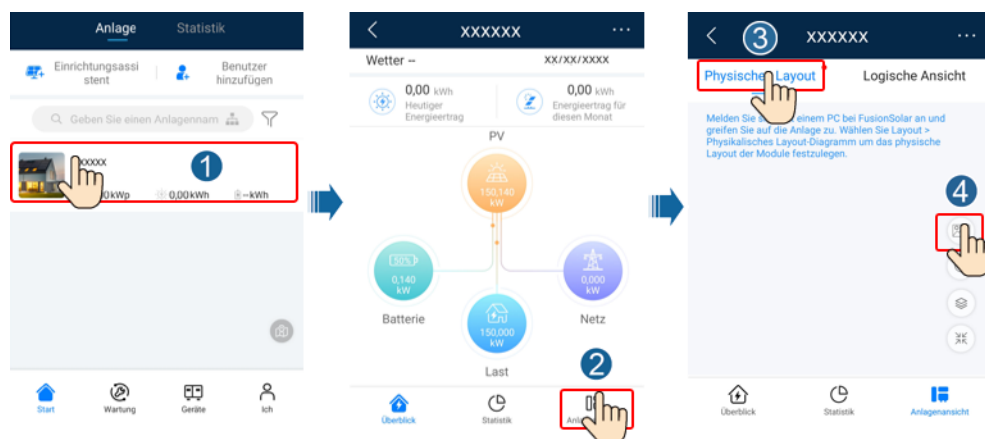 Anlage Statistik
Einrichtungsassi
stent
Benutzer
hinzufügen
Geben Sie einen Anlagennam
xxxxx
1
0kWp 0,00kWh --kWh
Start Wartung Geräte Ich
xxxxxx
Wetter -- xx/xx/xxxx
0,00 kWh
Heutiger
Energieertrag
0,00 kWh
Energieertrag für
diesen Monat
PV
150,140
kW
50%
0,140
kW
0,000
kW
Batterie Netz
150,000
kW
Last
2
Überblick Statistik
3
xxxxxx
Physisches Layout Logische Ansicht
Melden Sie einem PC bei FusionSolar an und
greifen Sie auf die Anlage zu. Wählen Sie Layout >
Physikalisches Layout-Diagramm um das physische
Layout der Module festzulegen.
4
Überblick Statistik Anlagenansicht